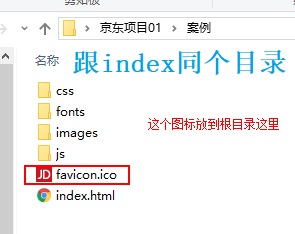 京东项目01 > 案例
名称
跟index同个目录
css
fonts
images
这个图标放到根目录这里
js
JD favicon.ico
index.html